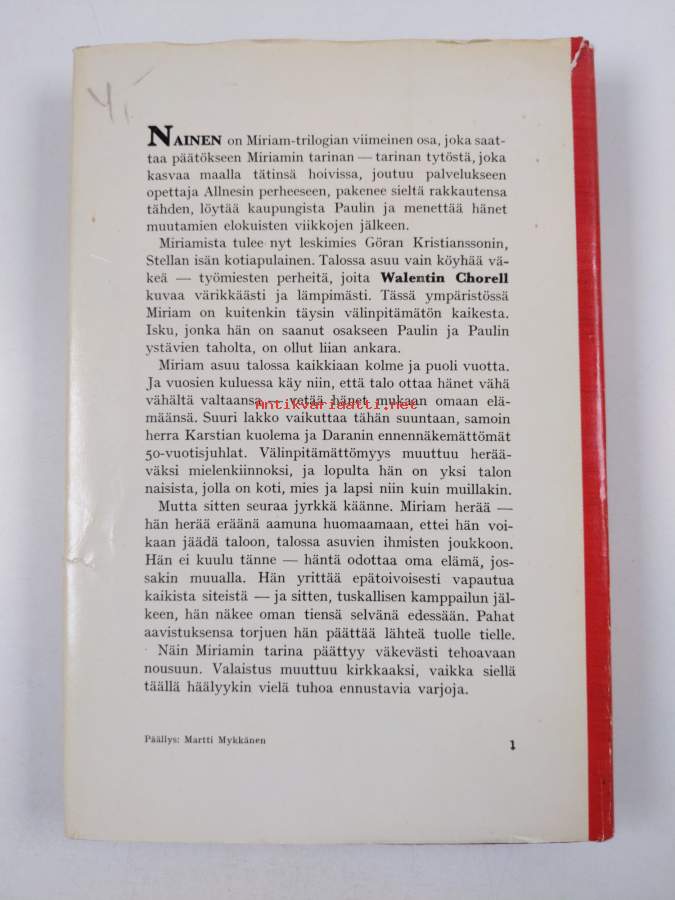 4,-
NAINEN on Miriam-trilogian viimeinen osa, joka saat-
taa päätökseen Miriamin tarinan — tarinan tytöstä, joka
kasvaa maalla tätinsä hoivissa, joutuu palvelukseen
opettaja Allnesin perheeseen, pakenee sieltä rakkautensa
tähden, löytää kaupungista Paulin ja menettää hänet
muutamien elokuisten viikkojen jälkeen.
Miriamista tulee nyt leskimies Göran Kristianssonin,
Stellan isän kotiapulainen. Talossa asuu vain köyhää vä-
keä — työmiesten perheitä, joita Walentin Chorell
kuvaa värikkäästi ja lämpimästi. Tässä ympäristössä
Miriam on kuitenkin täysin välinpitämätön kaikesta.
Isku, jonka hän on saanut osakseen Paulin ja Paulin
ystävien taholta, on ollut liian ankara.
Miriam asuu talossa kaikkiaan kolme ja puoli vuotta.
Ja vuosien kuluessa käy niin, että talo ottaa hänet vähä
vähältä valtaansa — vetää hänet mukaan omaan elä-
Antikvariaatti.net
määnsä. Suuri lakko vaikuttaa tähän suuntaan, samoin
herra Karstian kuolema ja Daranin ennennäkemättömät
50-vuotisjuhlat. Välinpitämättömyys muuttuu herää-
väksi mielenkiinnoksi, ja lopulta hän on yksi talon
naisista, jolla on koti, mies ja lapsi niin kuin muillakin.
Mutta sitten seuraa jyrkkä käänne. Miriam herää —
hän herää eräänä aamuna huomaamaan, ettei hän voi-
kaan jäädä taloon, talossa asuvien ihmisten joukkoon.
Hän ei kuulu tänne — häntä odottaa oma elämä, jos-
sakin muualla. Hän yrittää epätoivoisesti vapautua
kaikista siteistä — ja sitten, tuskallisen kamppailun jäl-
keen, hän näkee oman tiensä selvänä edessään. Pahat
aavistuksensa torjuen hän päättää lähteä tuolle tielle.
Näin Miriamin tarina päättyy väkevästi tehoavaan
nousuun. Valaistus muuttuu kirkkaaksi, vaikka siellä
täällä häälyykin vielä tuhoa ennustavia varjoja.
Päällys: Martti Mykkänen
1